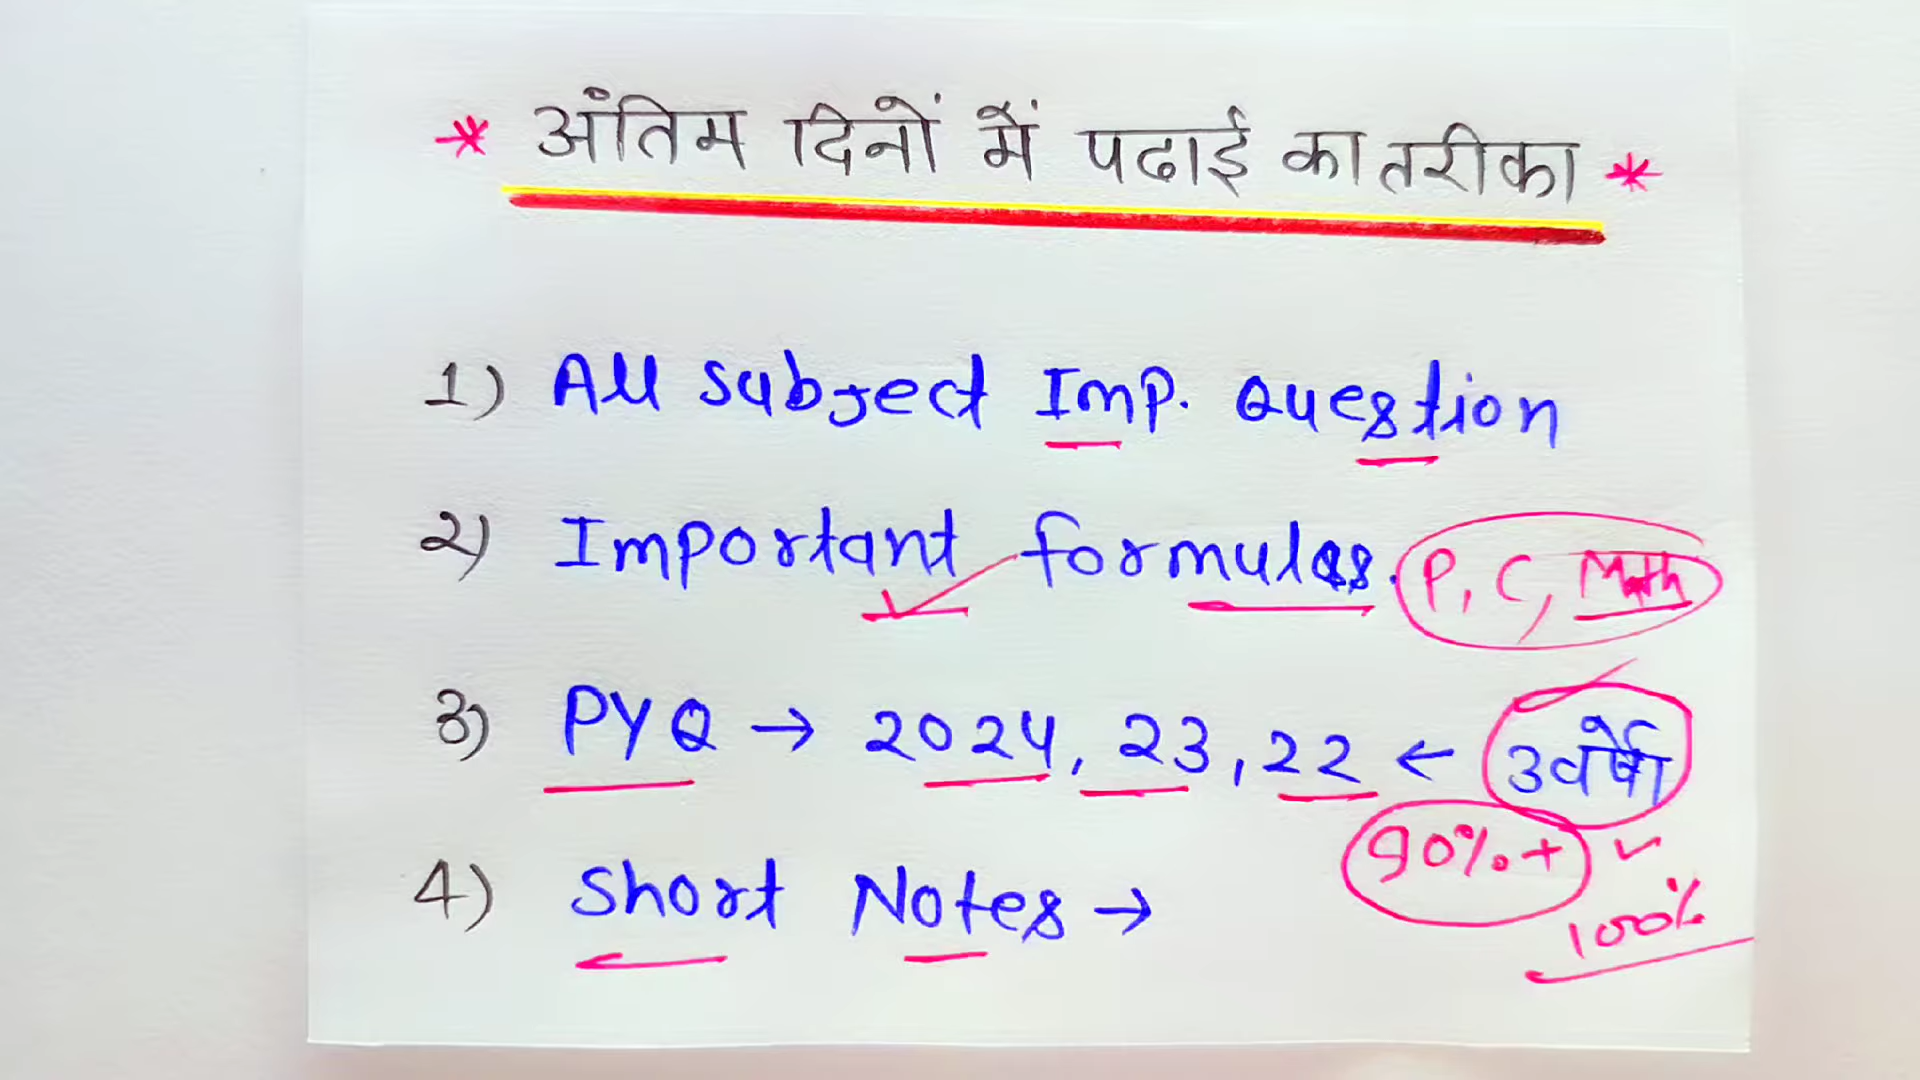 * अंतिम दिनों में पढाई का तरीका *
1) All Subject Imp. Question
2) Important formulas. P, C, Math
3) PYQ → 2024, 23, 22 ← 3 वर्षो
90% +
100%
4) Short Notes →